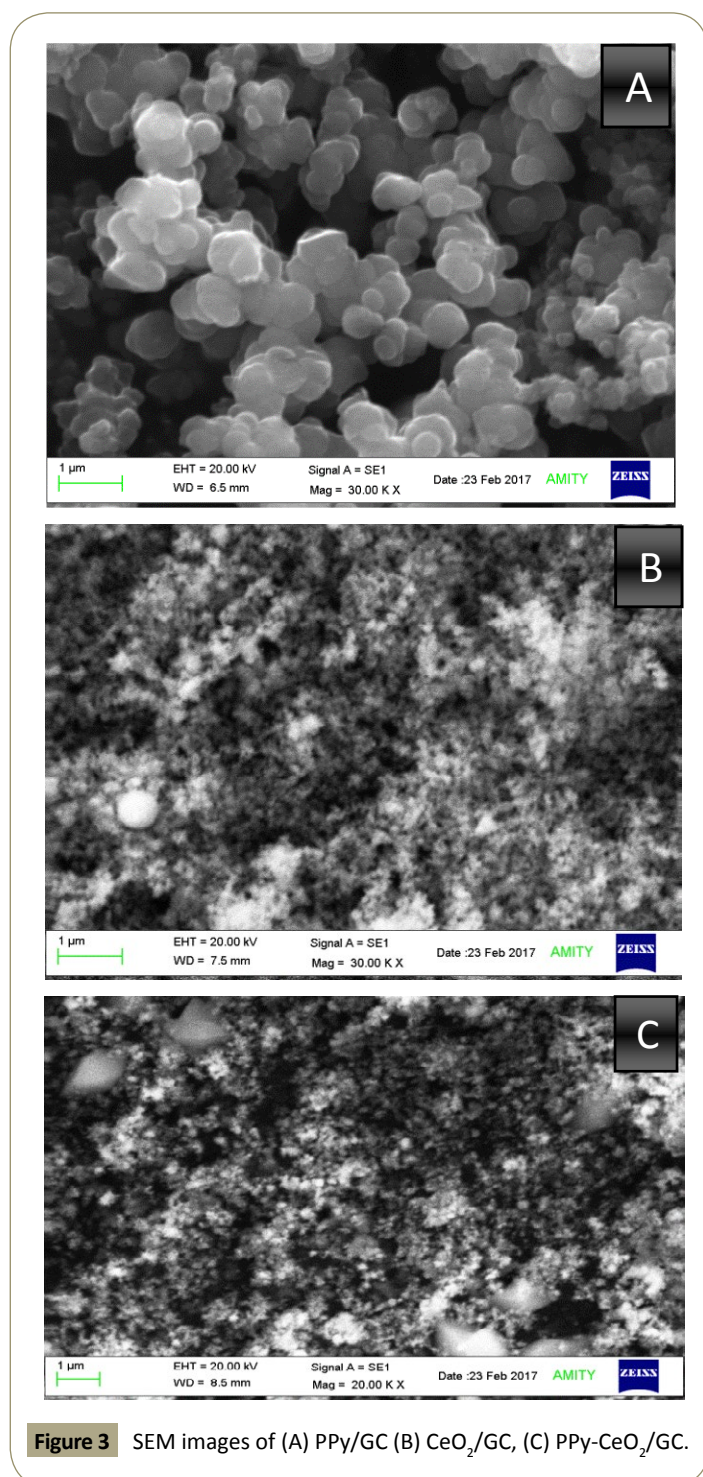 A
1 µm
EHT = 20.00 kV Signal A = SE1 Date :23 Feb 2017 AMITY ZEISS
WD = 6.5 mm Mag = 30.00 K X
B
1 µm
EHT = 20.00 kV Signal A = SE1 Date :23 Feb 2017 AMITY ZEISS
WD = 7.5 mm Mag = 30.00 K X
C
1 µm
EHT = 20.00 kV Signal A = SE1 Date :23 Feb 2017 AMITY ZEISS
WD = 8.5 mm Mag = 20.00 K X
Figure 3 SEM images of (A) PPy/GC (B) CeO₂/GC, (C) PPy-CeO₂/GC.